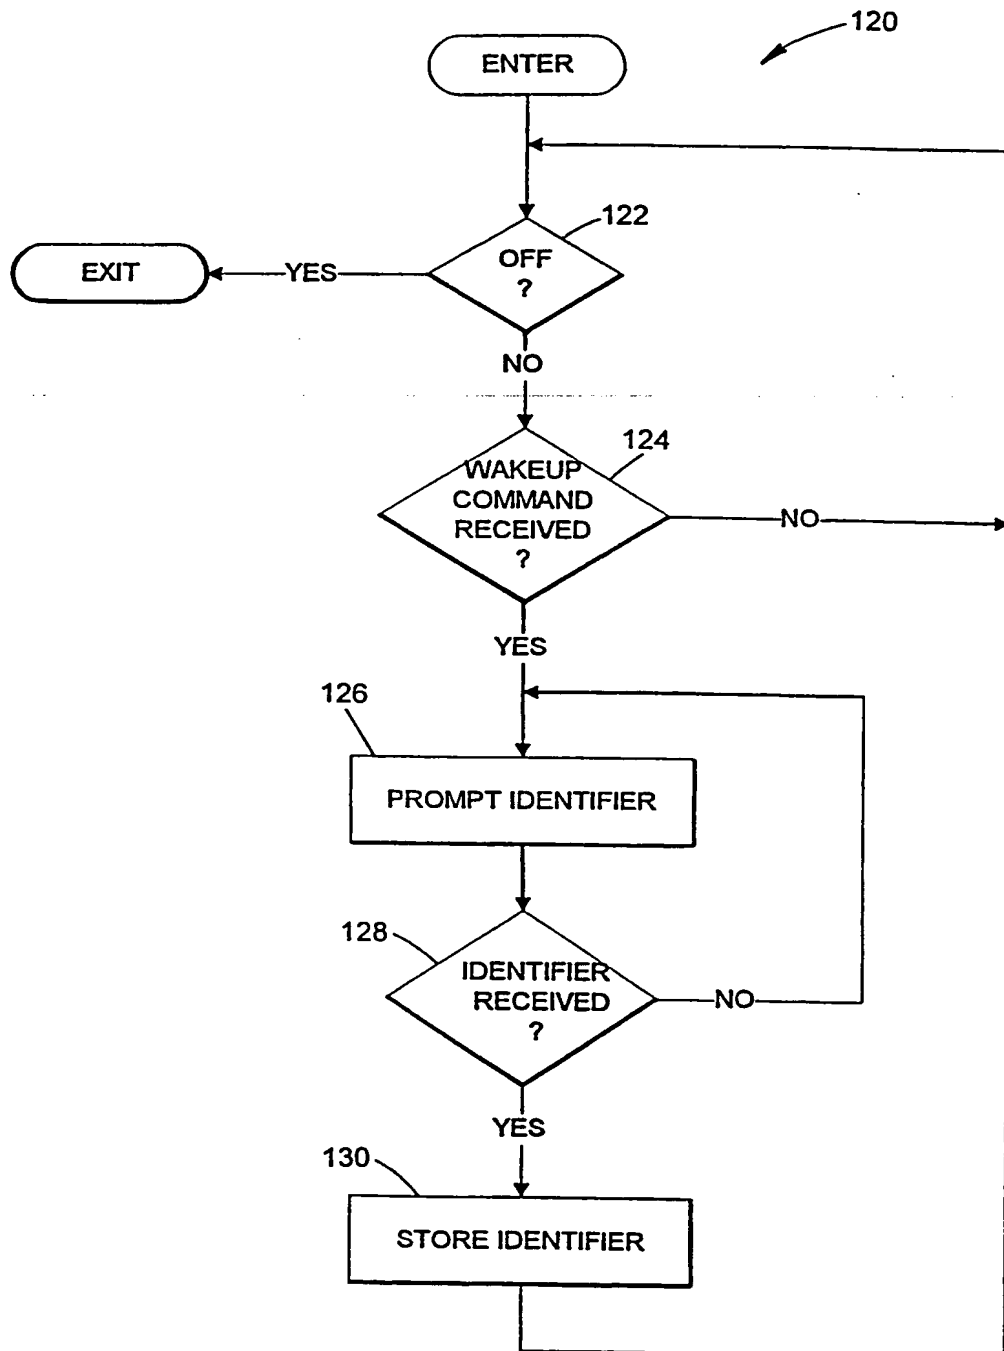 120
ENTER
122
OFF
?
YES
EXIT
NO
124
WAKEUP
COMMAND
RECEIVED
?
NO
YES
126
PROMPT IDENTIFIER
128
IDENTIFIER
RECEIVED
?
NO
YES
130
STORE IDENTIFIER